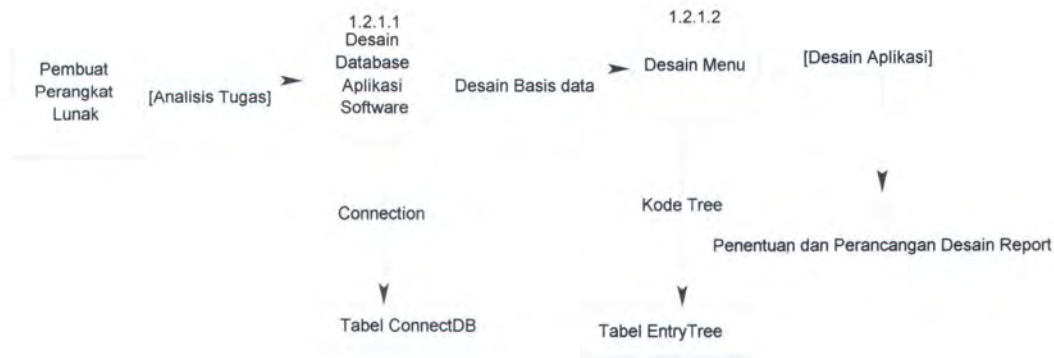 Pembuat
Perangkat
Lunak
[Analisis Tugas]
1.2.1.1
Desain
Database
Aplikasi
Software
Desain Basis data
1.2.1.2
Desain Menu
[Desain Aplikasi]
Connection
Kode Tree
Penentuan dan Perancangan Desain Report
Tabel ConnectDB
Tabel EntryTree